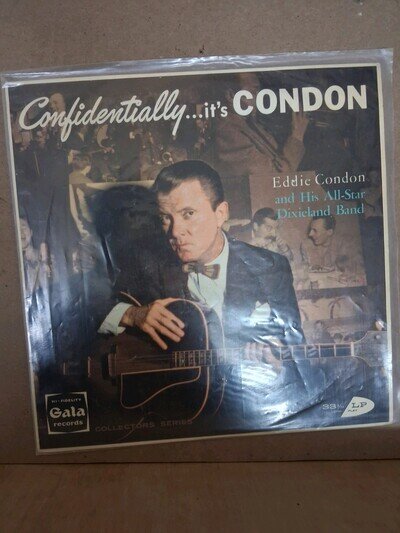 Confidentially...it's CONDON
Eddie Condon
and His All-Star
Dixieland Band
HI-FIDELITY
Gala
records
COLLECTORS SERIES
33⅓ LP